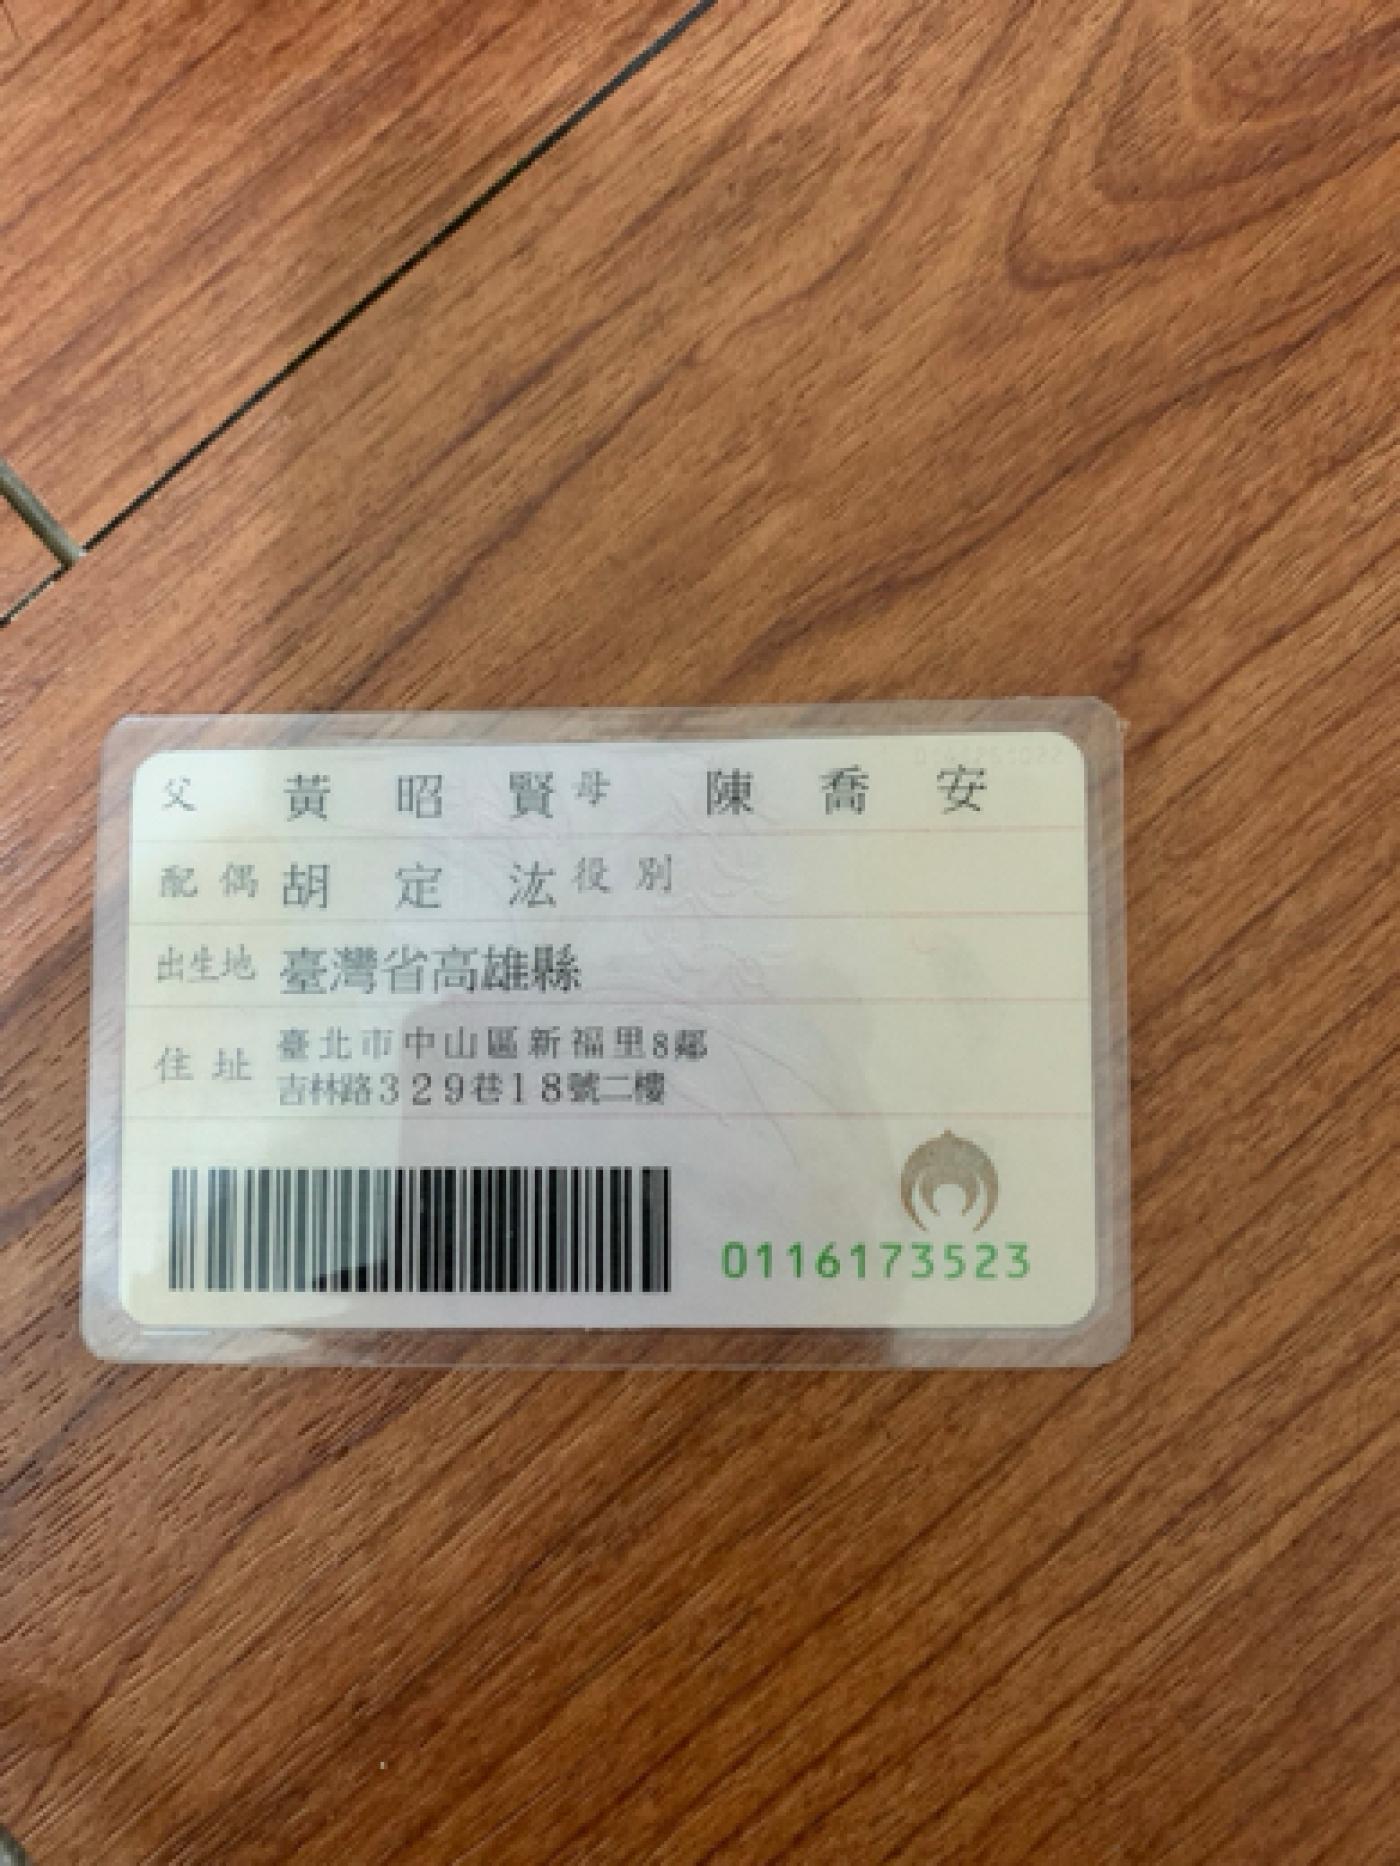 父 黃昭賢 母 陳喬安
配偶 胡定汯 役別
出生地 臺灣省高雄縣
住址 臺北市中山區新福里8鄰
吉林路329巷18號二樓
0116173523